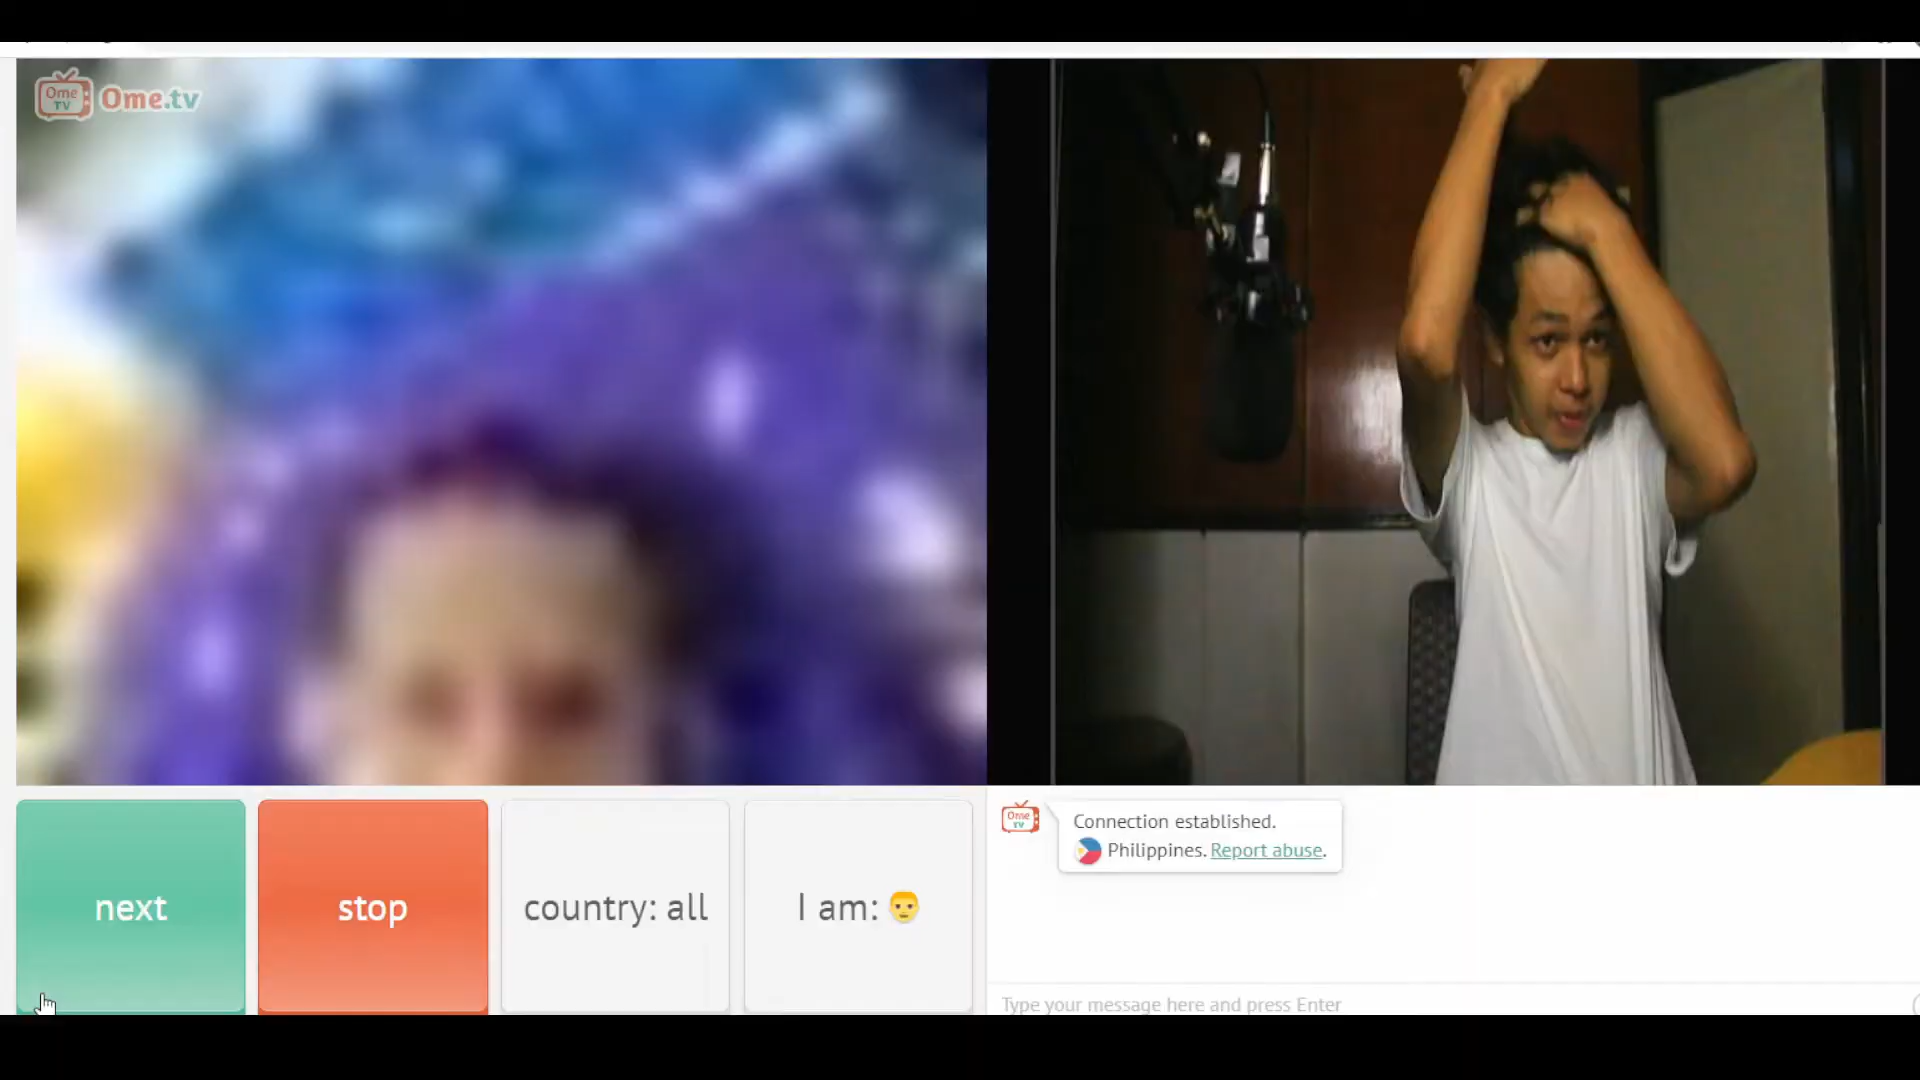 Ome TV Ome.tv
next
stop
country: all
I am:
Ome TV
Connection established.
Philippines. Report abuse.
Type your message here and press Enter